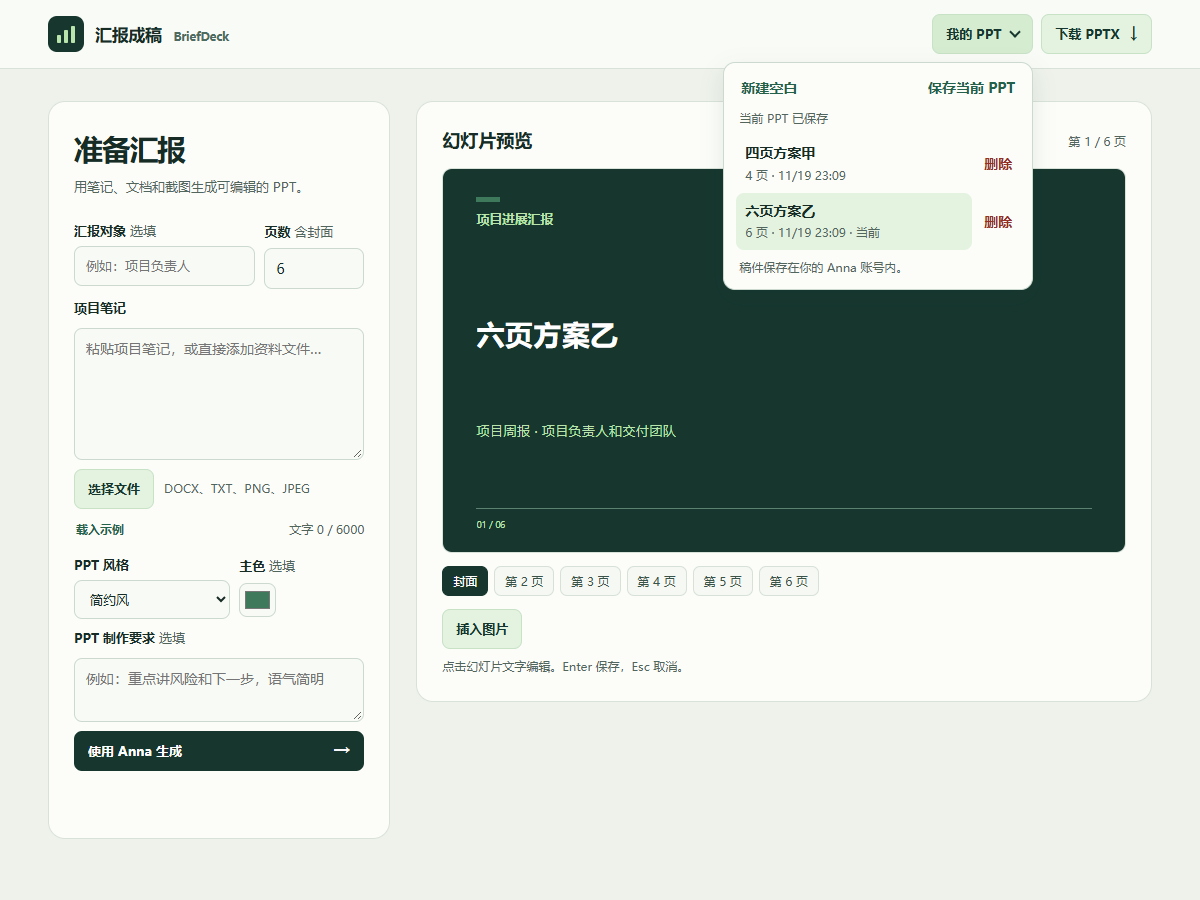 汇报成稿 BriefDeck
我的 PPT
下载 PPTX ↓
新建空白
保存当前 PPT
当前 PPT 已保存
四页方案甲
4 页 · 11/19 23:09
删除
六页方案乙
6 页 · 11/19 23:09 · 当前
删除
稿件保存在你的 Anna 账号内。
准备汇报
用笔记、文档和截图生成可编辑的 PPT。
汇报对象 选填
页数 含封面
例如：项目负责人
6
项目笔记
粘贴项目笔记，或直接添加资料文件...
选择文件
DOCX、TXT、PNG、JPEG
载入示例
文字 0 / 6000
PPT 风格
主色 选填
简约风
PPT 制作要求 选填
例如：重点讲风险和下一步，语气简明
使用 Anna 生成 →
幻灯片预览
第 1 / 6 页
项目进展汇报
六页方案乙
项目周报 · 项目负责人和交付团队
01 / 06
封面
第 2 页
第 3 页
第 4 页
第 5 页
第 6 页
插入图片
点击幻灯片文字编辑。Enter 保存，Esc 取消。